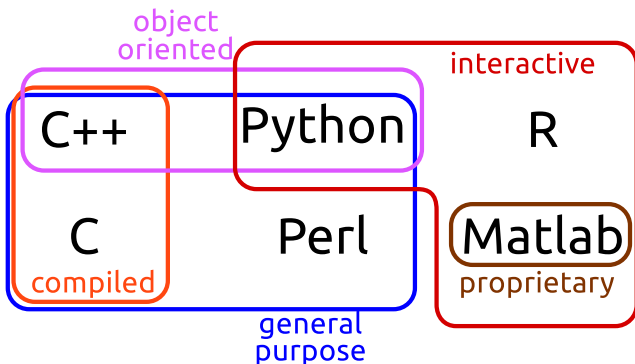 object
oriented
interactive
C++ Python R
C Perl Matlab
compiled proprietary
general
purpose